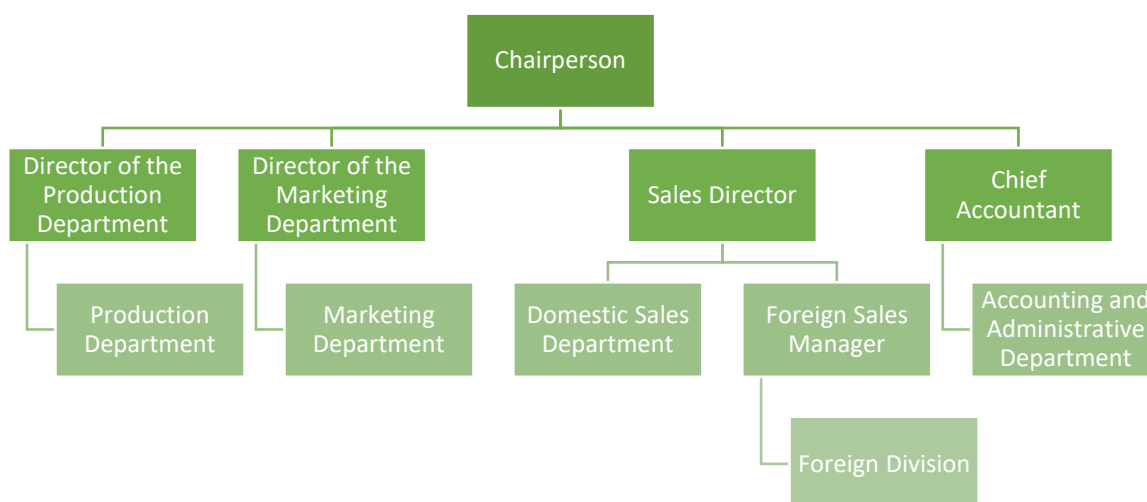 Chairperson
Director of the
Production
Department
Director of the
Marketing
Department
Sales Director
Chief
Accountant
Production
Department
Marketing
Department
Domestic Sales
Department
Foreign Sales
Manager
Accounting and
Administrative
Department
Foreign Division